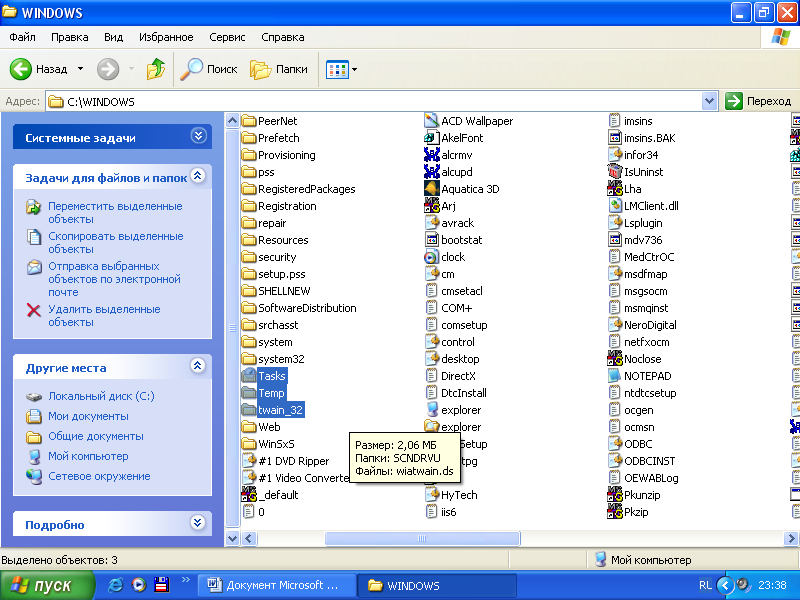 WINDOWS
Файл Правка Вид Избранное Сервис Справка
Назад Поиск Папки
Адрес: C:\WINDOWS Переход
Системные задачи
Задачи для файлов и папок
Переместить выделенные
объекты
Скопировать выделенные
объекты
Отправка выбранных
объектов по электронной
почте
Удалить выделенные
объекты
Другие места
Локальный диск (C:)
Мои документы
Общие документы
Мой компьютер
Сетевое окружение
Подробно
PeerNet
Prefetch
Provisioning
pss
RegisteredPackages
Registration
repair
Resources
security
setup.pss
SHELLNEW
SoftwareDistribution
srchasst
system
system32
Tasks
Temp
twain_32
Web
WinSxS
#1 DVD Ripper
#1 Video Converte
_default
0
ACD Wallpaper
AkelFont
alcrmv
alcupd
Aquatica 3D
Arj
avrack
bootstat
clock
cm
cmsetacl
COM+
comsetup
control
desktop
DirectX
DtcInstall
explorer
explorer
HyTech
iis6
Размер: 2,06 МБ
Папки: SCNDRVU
Файлы: wiatwain.ds
imsins
imsins.BAK
infor34
IsUninst
Lha
LMClient.dll
Lsplugin
mdv736
MedCtrOC
msdfmap
msgsocm
msmqinst
NeroDigital
netfxocm
Noclose
NOTEPAD
ntdtcsetup
ocgen
ocmsn
ODBC
ODBCINST
OEWABLog
Pkunzip
Pkzip
Выделено объектов: 3 Мой компьютер
пуск Документ Microsoft ... WINDOWS RL 23:38